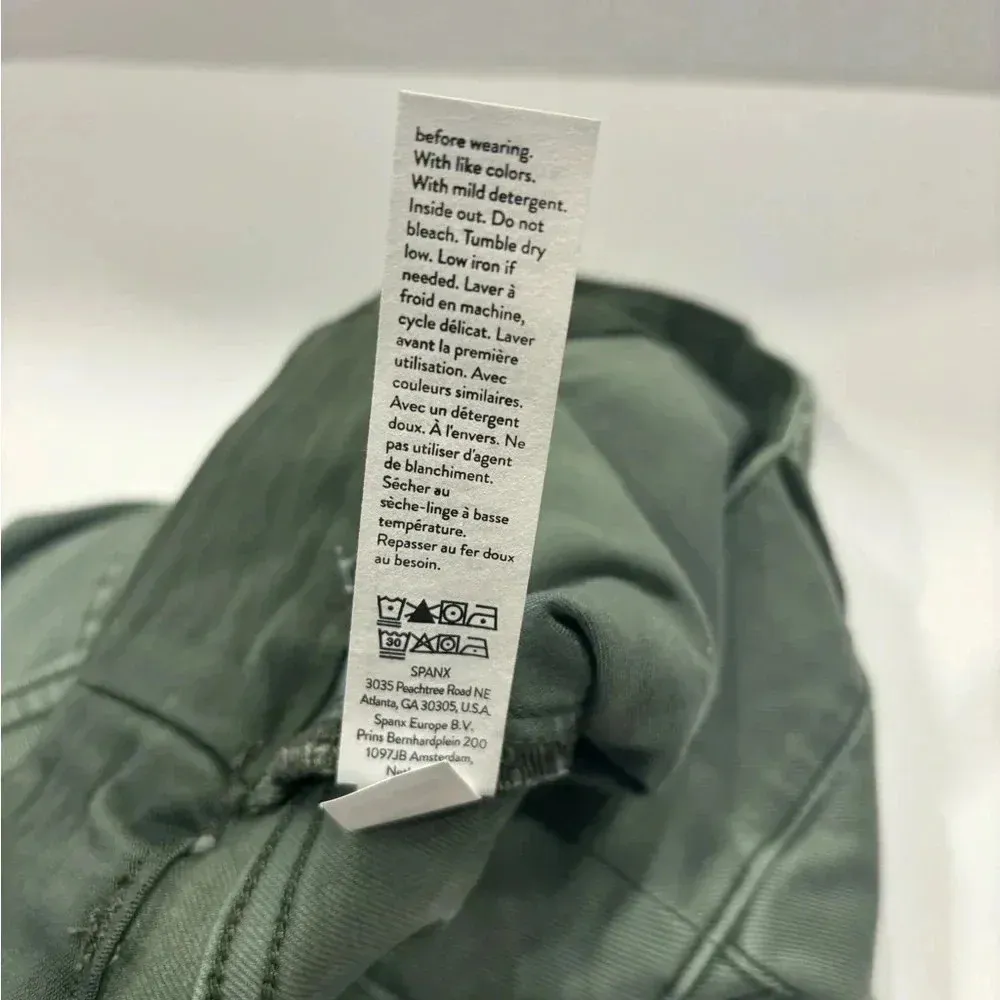 before wearing.
With like colors.
With mild detergent.
Inside out. Do not
bleach. Tumble dry
low. Low iron if
needed. Laver à
froid en machine,
cycle délicat. Laver
avant la première
utilisation. Avec
couleurs similaires.
Avec un détergent
doux. À l'envers. Ne
pas utiliser d'agent
de blanchiment.
Sécher au
sèche-linge à basse
température.
Repasser au fer doux
au besoin.
30
SPANX
3035 Peachtree Road NE
Atlanta, GA 30305, U.S.A.
Spanx Europe B.V.
Prins Bernhardplein 200
1097JB Amsterdam,